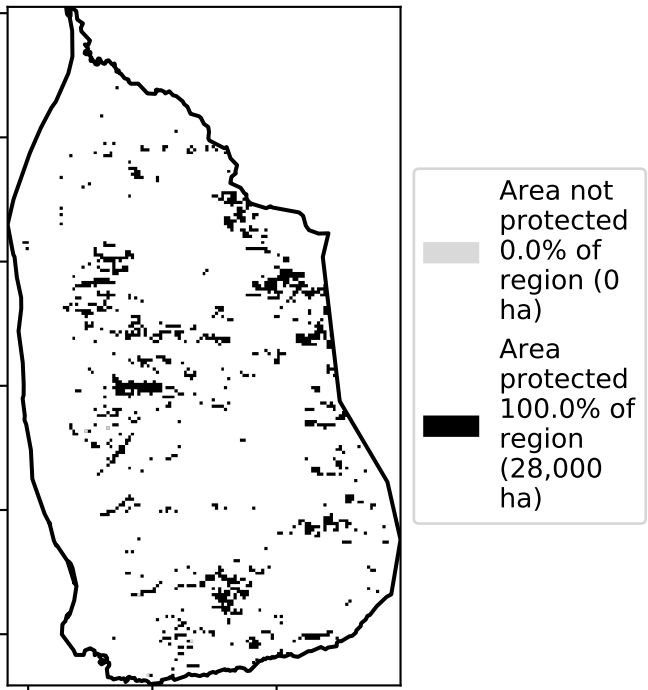 Area not
protected
0.0% of
region (0
ha)
Area
protected
100.0% of
region
(28,000
ha)